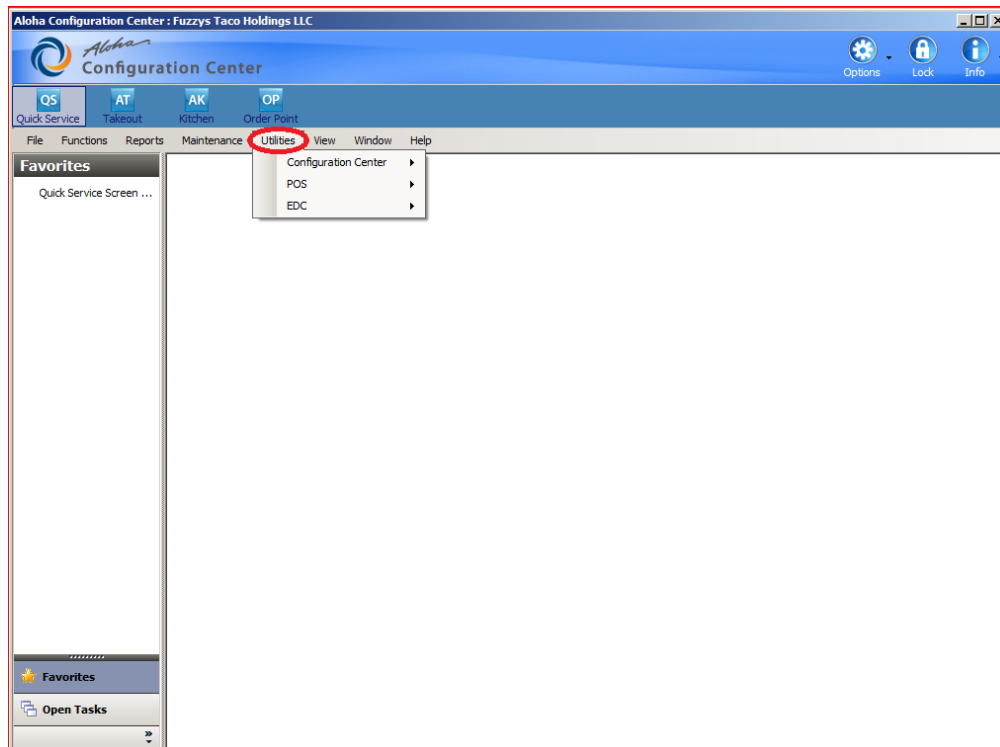 Aloha Configuration Center : Fuzzys Taco Holdings LLC
Aloha
Configuration Center
Options Lock Info
QS AT AK OP
Quick Service Takeout Kitchen Order Point
File Functions Reports Maintenance Utilities View Window Help
Favorites
Configuration Center
POS
EDC
Quick Service Screen ...
Favorites
Open Tasks